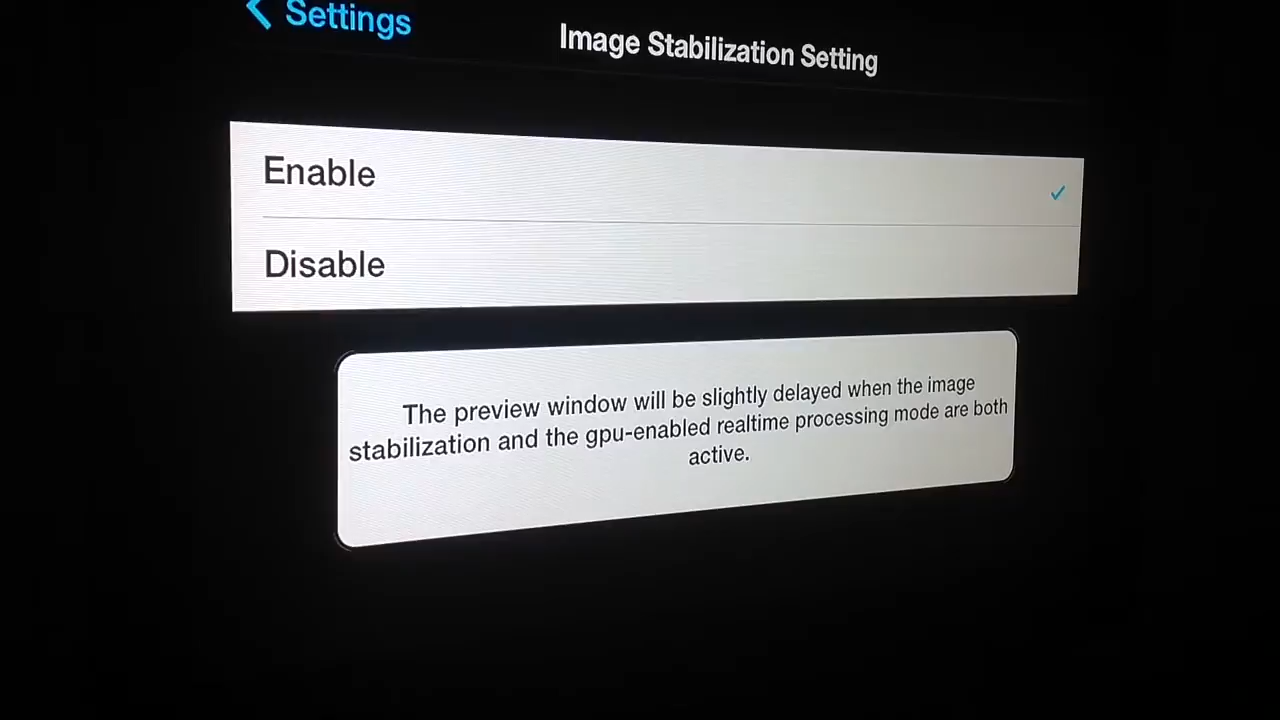 Settings
Image Stabilization Setting
Enable
Disable
The preview window will be slightly delayed when the image
stabilization and the gpu-enabled realtime processing mode are both
active.